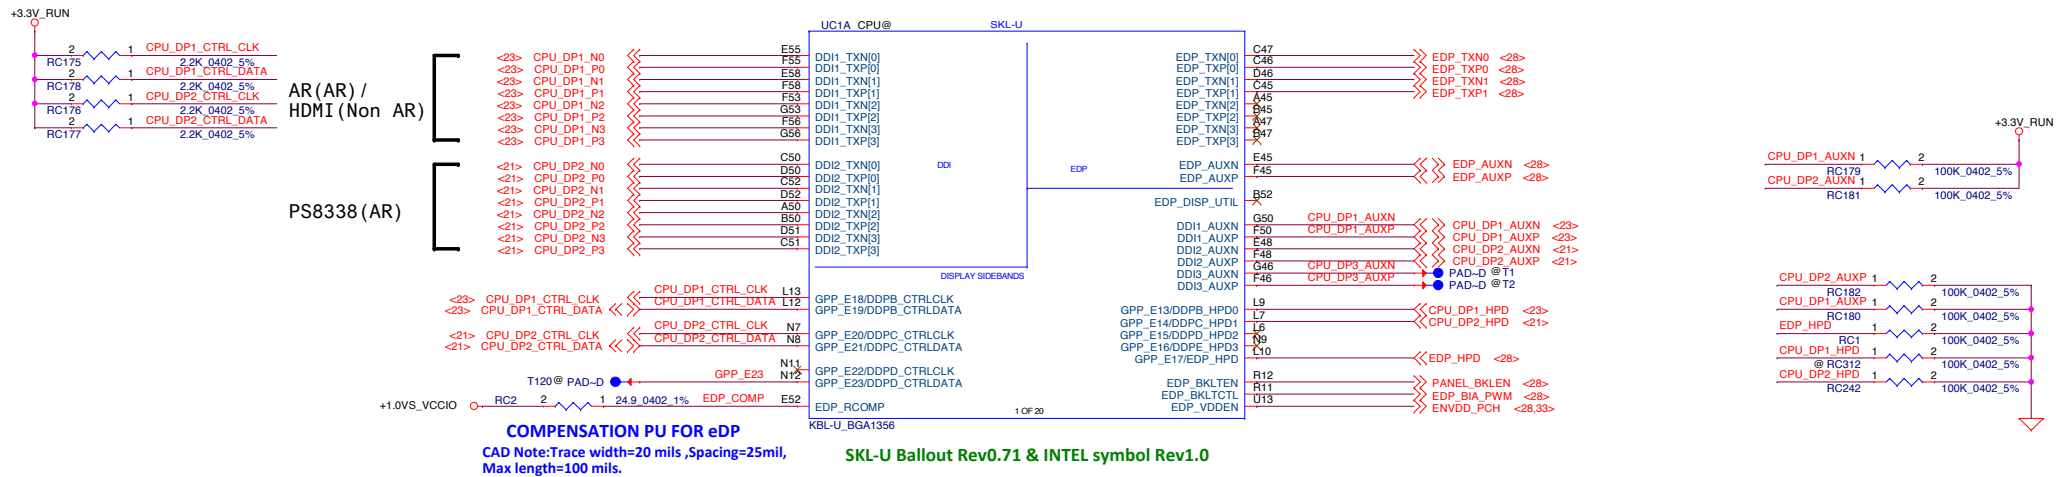 +3.3V_RUN
2 1 CPU_DP1_CTRL_CLK
RC175 2.2K_0402_5%
2 1 CPU_DP1_CTRL_DATA
RC178 2.2K_0402_5%
2 1 CPU_DP2_CTRL_CLK
RC176 2.2K_0402_5%
2 1 CPU_DP2_CTRL_DATA
RC177 2.2K_0402_5%
AR(AR)/
HDMI(Non AR)
PS8338(AR)
UC1A CPU@ SKL-U
<23> CPU_DP1_N0 E55 DDI1_TXN[0]
<23> CPU_DP1_P0 F55 DDI1_TXP[0]
<23> CPU_DP1_N1 E58 DDI1_TXN[1]
<23> CPU_DP1_P1 F58 DDI1_TXP[1]
<23> CPU_DP1_N2 F53 DDI1_TXN[2]
<23> CPU_DP1_P2 G53 DDI1_TXP[2]
<23> CPU_DP1_N3 F56 DDI1_TXN[3]
<23> CPU_DP1_P3 G56 DDI1_TXP[3]
<21> CPU_DP2_N0 C50 DDI2_TXN[0]
<21> CPU_DP2_P0 D50 DDI2_TXP[0]
<21> CPU_DP2_N1 C52 DDI2_TXN[1]
<21> CPU_DP2_P1 D52 DDI2_TXP[1]
<21> CPU_DP2_N2 A50 DDI2_TXN[2]
<21> CPU_DP2_P2 B50 DDI2_TXP[2]
<21> CPU_DP2_N3 D51 DDI2_TXN[3]
<21> CPU_DP2_P3 C51 DDI2_TXP[3]
DDI
EDP
DISPLAY SIDEBANDS
<23> CPU_DP1_CTRL_CLK CPU_DP1_CTRL_CLK L13 GPP_E18/DDPB_CTRLCLK
<23> CPU_DP1_CTRL_DATA CPU_DP1_CTRL_DATA L12 GPP_E19/DDPB_CTRLDATA
<21> CPU_DP2_CTRL_CLK CPU_DP2_CTRL_CLK N7 GPP_E20/DDPC_CTRLCLK
<21> CPU_DP2_CTRL_DATA CPU_DP2_CTRL_DATA N8 GPP_E21/DDPC_CTRLDATA
N11 GPP_E22/DDPD_CTRLCLK
T120@ PAD~D GPP_E23 N12 GPP_E23/DDPD_CTRLDATA
+1.0VS_VCCIO RC2 2 1 24.9_0402_1% EDP_COMP E52 EDP_RCOMP
1 OF 20
KBL-U_BGA1356
EDP_TXN[0] C47 EDP_TXN0 <28>
EDP_TXP[0] C46 EDP_TXP0 <28>
EDP_TXN[1] D46 EDP_TXN1 <28>
EDP_TXP[1] C45 EDP_TXP1 <28>
EDP_TXN[2] A45
EDP_TXP[2] B45
EDP_TXN[3] A47
EDP_TXP[3] B47
EDP_AUXN E45 EDP_AUXN <28>
EDP_AUXP F45 EDP_AUXP <28>
EDP_DISP_UTIL B52
DDI1_AUXN G50 CPU_DP1_AUXN CPU_DP1_AUXN <23>
DDI1_AUXP F50 CPU_DP1_AUXP CPU_DP1_AUXP <23>
DDI2_AUXN E48 CPU_DP2_AUXN <21>
DDI2_AUXP F48 CPU_DP2_AUXP <21>
DDI3_AUXN G46 CPU_DP3_AUXN PAD~D @T1
DDI3_AUXP F46 CPU_DP3_AUXP PAD~D @T2
GPP_E13/DDPB_HPD0 L9 CPU_DP1_HPD <23>
GPP_E14/DDPC_HPD1 L7 CPU_DP2_HPD <21>
GPP_E15/DDPD_HPD2 L6
GPP_E16/DDPE_HPD3 N9
GPP_E17/EDP_HPD L10 EDP_HPD <28>
EDP_BKLTEN R12 PANEL_BKLEN <28>
EDP_BKLTCTL R11 EDP_BIA_PWM <28>
EDP_VDDEN U13 ENVDD_PCH <28,33>
COMPENSATION PU FOR eDP
CAD Note:Trace width=20 mils ,Spacing=25mil,
Max length=100 mils.
SKL-U Ballout Rev0.71 & INTEL symbol Rev1.0
+3.3V_RUN
CPU_DP1_AUXN 1 2
RC179 100K_0402_5%
CPU_DP2_AUXN 1 2
RC181 100K_0402_5%
CPU_DP2_AUXP 1 2
RC182 100K_0402_5%
CPU_DP1_AUXP 1 2
RC180 100K_0402_5%
EDP_HPD 1 2
RC1 100K_0402_5%
CPU_DP1_HPD 1 2
@ RC312 100K_0402_5%
CPU_DP2_HPD 1 2
RC242 100K_0402_5%